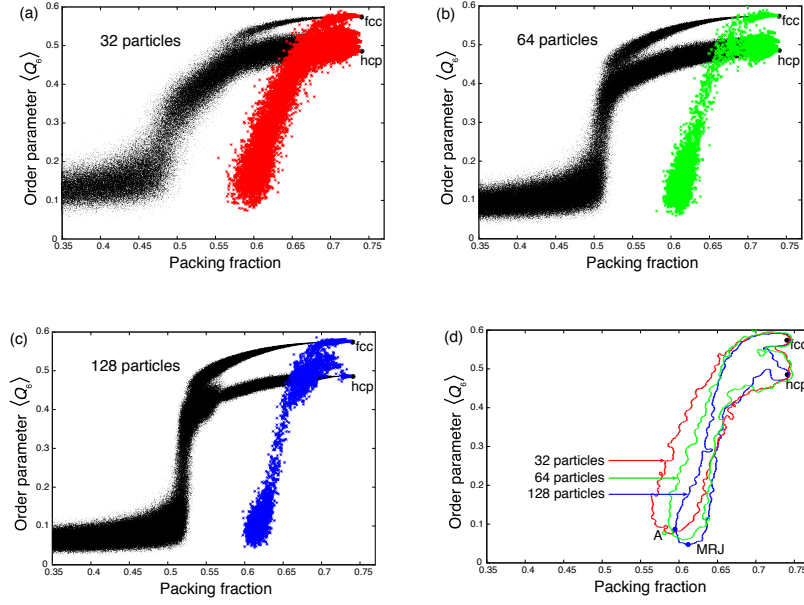 (a)
32 particles
fcc
hcp
Order parameter ⟨Q6⟩
0.6
0.5
0.4
0.3
0.2
0.1
0
0.35 0.4 0.45 0.5 0.55 0.6 0.65 0.7 0.75
Packing fraction
(b)
64 particles
fcc
hcp
Order parameter ⟨Q6⟩
0.6
0.5
0.4
0.3
0.2
0.1
0
0.35 0.4 0.45 0.5 0.55 0.6 0.65 0.7 0.75
Packing fraction
(c)
128 particles
fcc
hcp
Order parameter ⟨Q6⟩
0.6
0.5
0.4
0.3
0.2
0.1
0
0.35 0.4 0.45 0.5 0.55 0.6 0.65 0.7 0.75
Packing fraction
(d)
fcc
hcp
32 particles
64 particles
128 particles
A
MRJ
Order parameter ⟨Q6⟩
0.6
0.5
0.4
0.3
0.2
0.1
0
0.35 0.4 0.45 0.5 0.55 0.6 0.65 0.7 0.75
Packing fraction